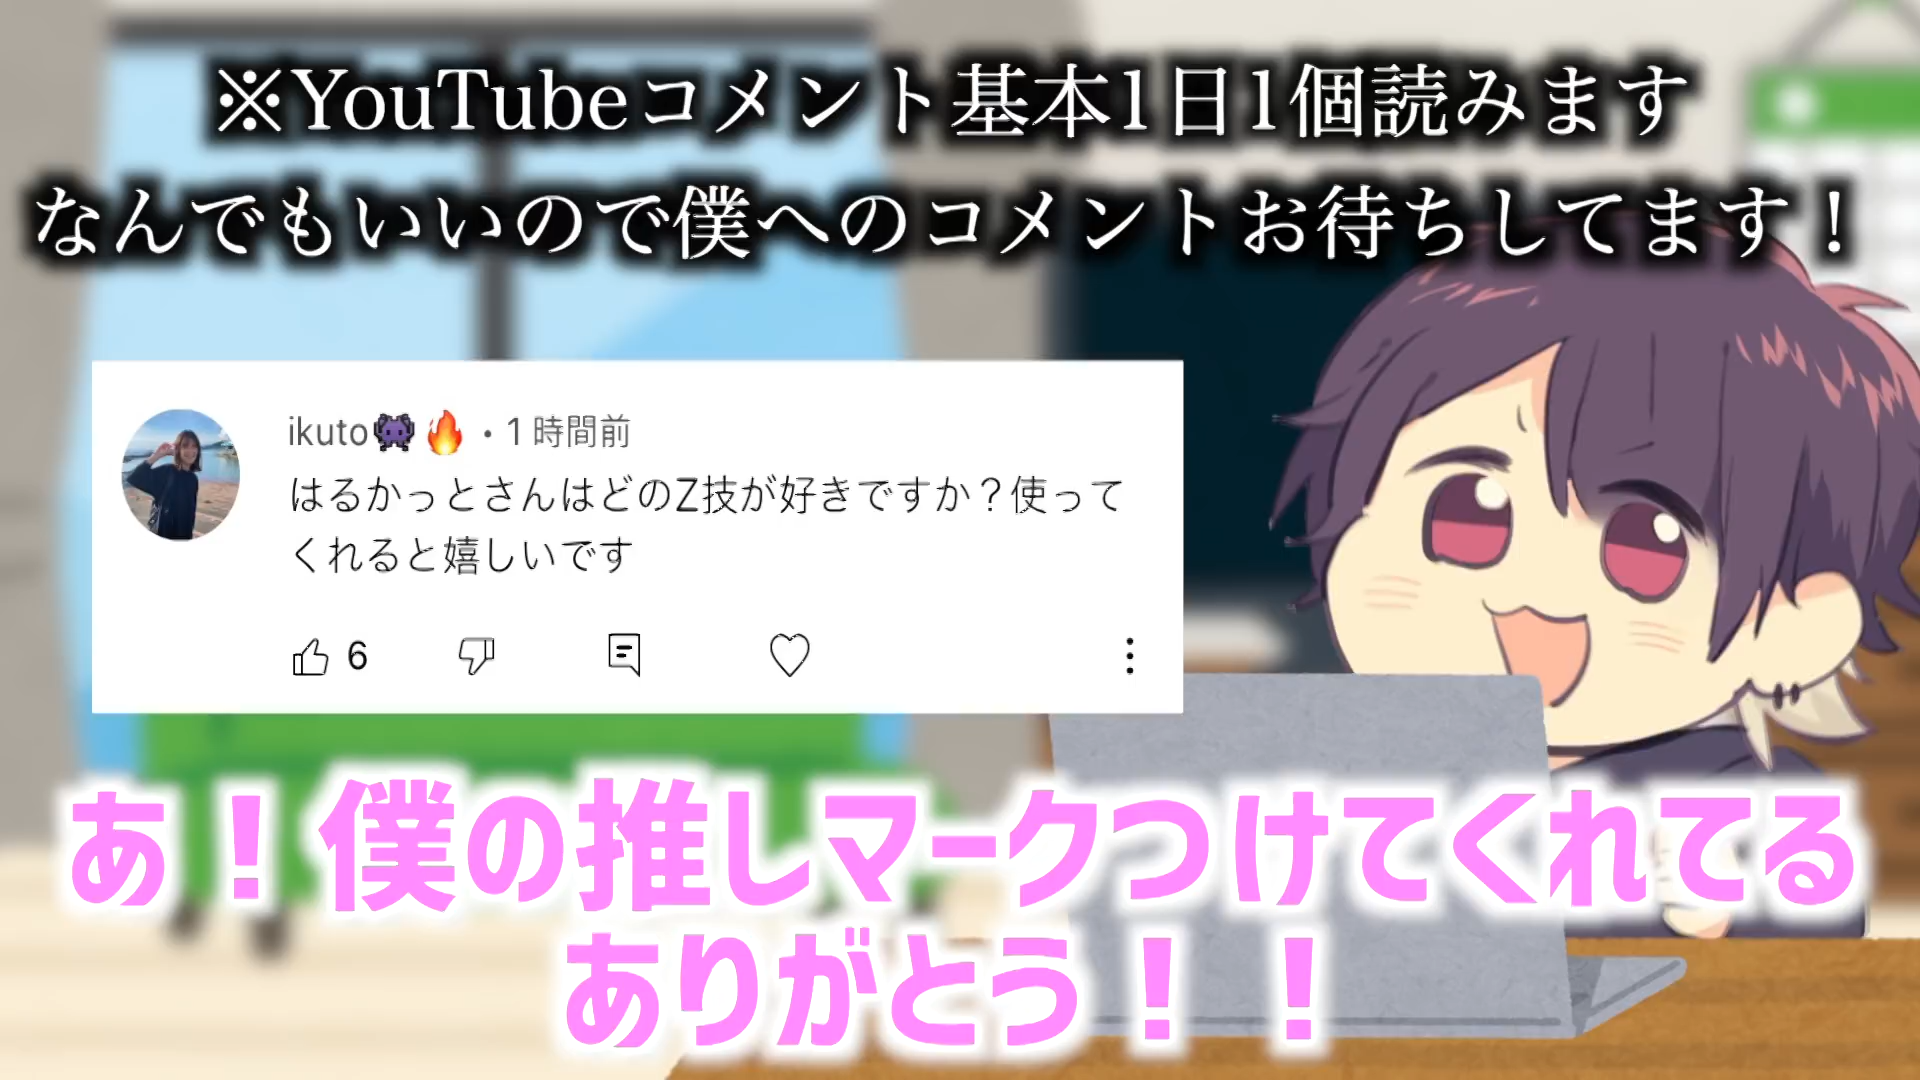 ※YouTubeコメント基本1日1個読みます
なんでもいいので僕へのコメントお待ちしてます！
ikuto👾🔥・1 時間前
はるかっとさんはどのZ技が好きですか？使って
くれると嬉しいです
6
あ！僕の推しマークつけてくれてる
ありがとう！！